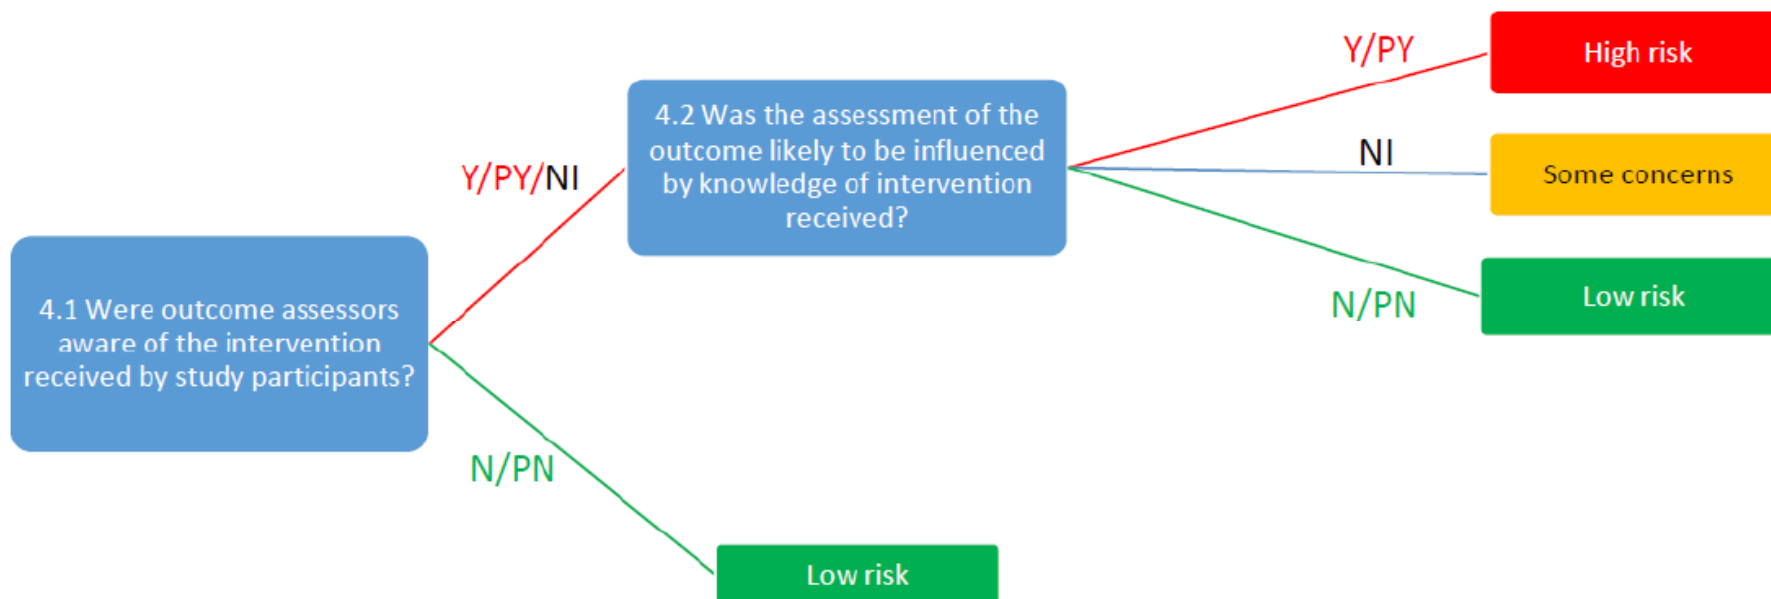 4.1 Were outcome assessors
aware of the intervention
received by study participants?
Y/PY/NI
N/PN
4.2 Was the assessment of the
outcome likely to be influenced
by knowledge of intervention
received?
Low risk
Y/PY
NI
N/PN
High risk
Some concerns
Low risk